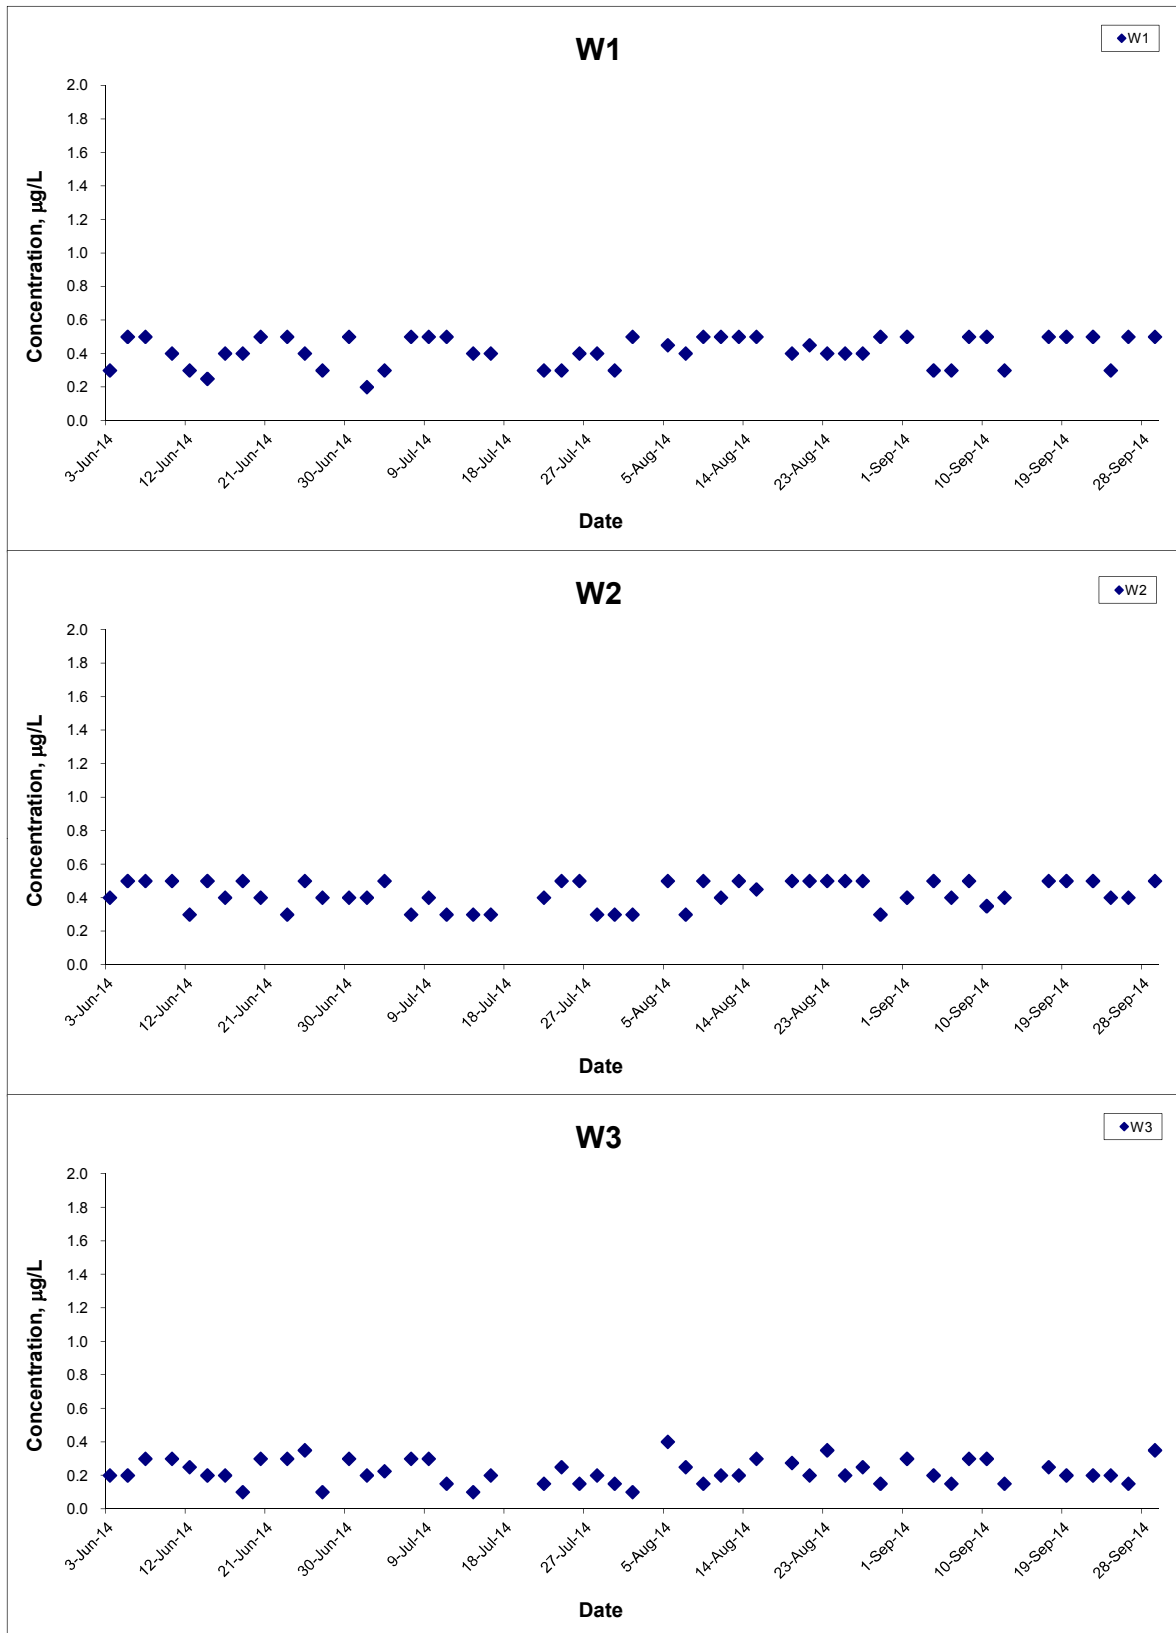 W1
W1
2.0
1.8
1.6
1.4
1.2
1.0
0.8
0.6
0.4
0.2
0.0
Concentration, µg/L
3-Jun-14 12-Jun-14 21-Jun-14 30-Jun-14 9-Jul-14 18-Jul-14 27-Jul-14 5-Aug-14 14-Aug-14 23-Aug-14 1-Sep-14 10-Sep-14 19-Sep-14 28-Sep-14
Date
W2
W2
2.0
1.8
1.6
1.4
1.2
1.0
0.8
0.6
0.4
0.2
0.0
Concentration, µg/L
3-Jun-14 12-Jun-14 21-Jun-14 30-Jun-14 9-Jul-14 18-Jul-14 27-Jul-14 5-Aug-14 14-Aug-14 23-Aug-14 1-Sep-14 10-Sep-14 19-Sep-14 28-Sep-14
Date
W3
W3
2.0
1.8
1.6
1.4
1.2
1.0
0.8
0.6
0.4
0.2
0.0
Concentration, µg/L
3-Jun-14 12-Jun-14 21-Jun-14 30-Jun-14 9-Jul-14 18-Jul-14 27-Jul-14 5-Aug-14 14-Aug-14 23-Aug-14 1-Sep-14 10-Sep-14 19-Sep-14 28-Sep-14
Date